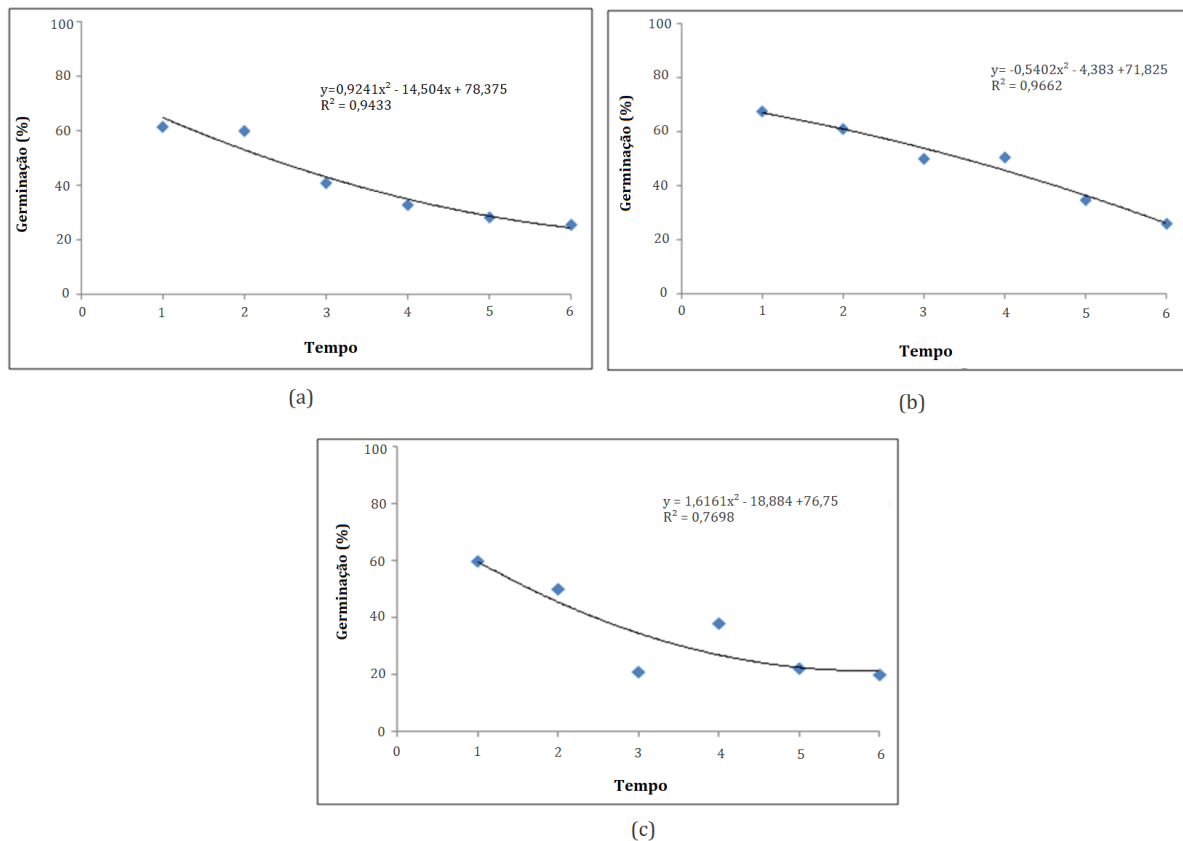 100
80
60
40
20
0
Germinação (%)
y=0,9241x² - 14,504x + 78,375
R² = 0,9433
0 1 2 3 4 5 6
Tempo
(a)
100
80
60
40
20
0
Germinação (%)
y= -0,5402x² - 4,383 +71,825
R² = 0,9662
0 1 2 3 4 5 6
Tempo
(b)
100
80
60
40
20
0
Germinação (%)
y = 1,6161x² - 18,884 +76,75
R² = 0,7698
0 1 2 3 4 5 6
Tempo
(c)